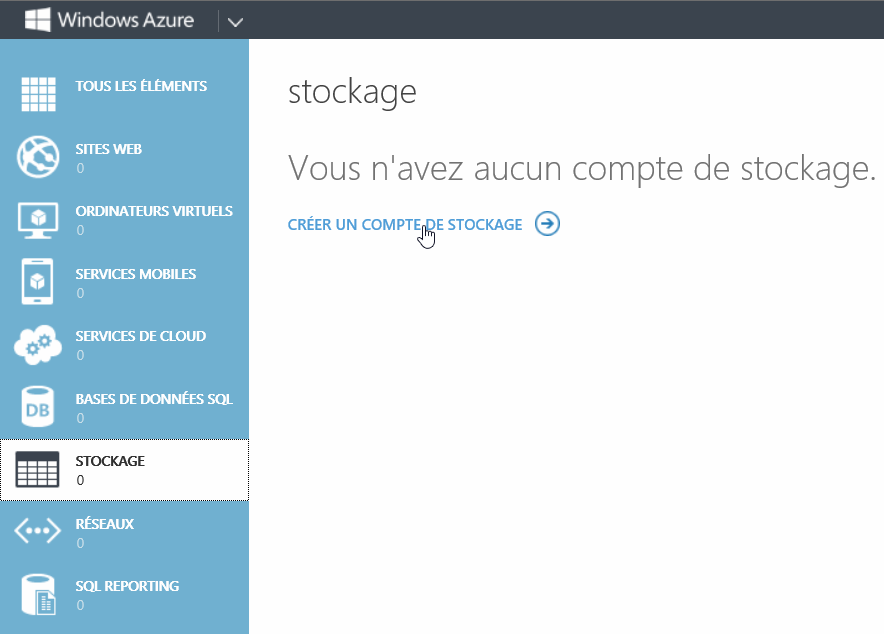 Windows Azure
TOUS LES ÉLÉMENTS
SITES WEB
0
ORDINATEURS VIRTUELS
0
SERVICES MOBILES
0
SERVICES DE CLOUD
0
DB
BASES DE DONNÉES SQL
0
STOCKAGE
0
RÉSEAUX
0
SQL REPORTING
0
stockage
Vous n'avez aucun compte de stockage.
CRÉER UN COMPTE DE STOCKAGE